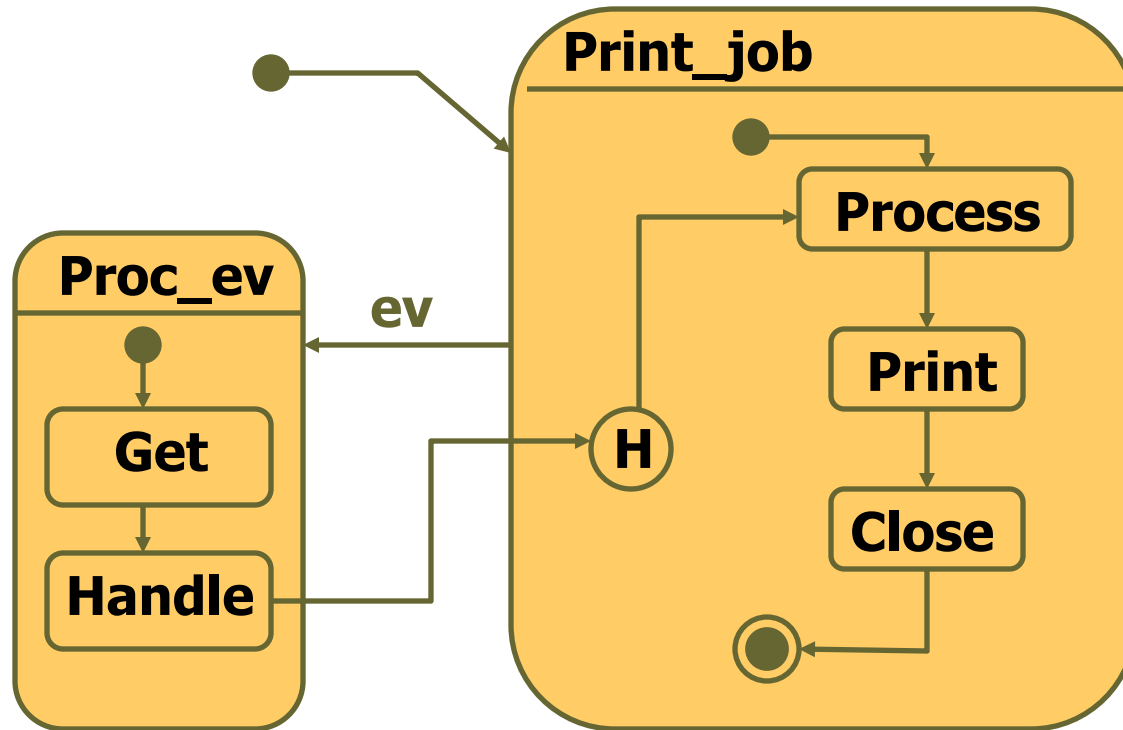 Print_job
Process
Proc_ev
ev
Print
H
Get
Close
Handle